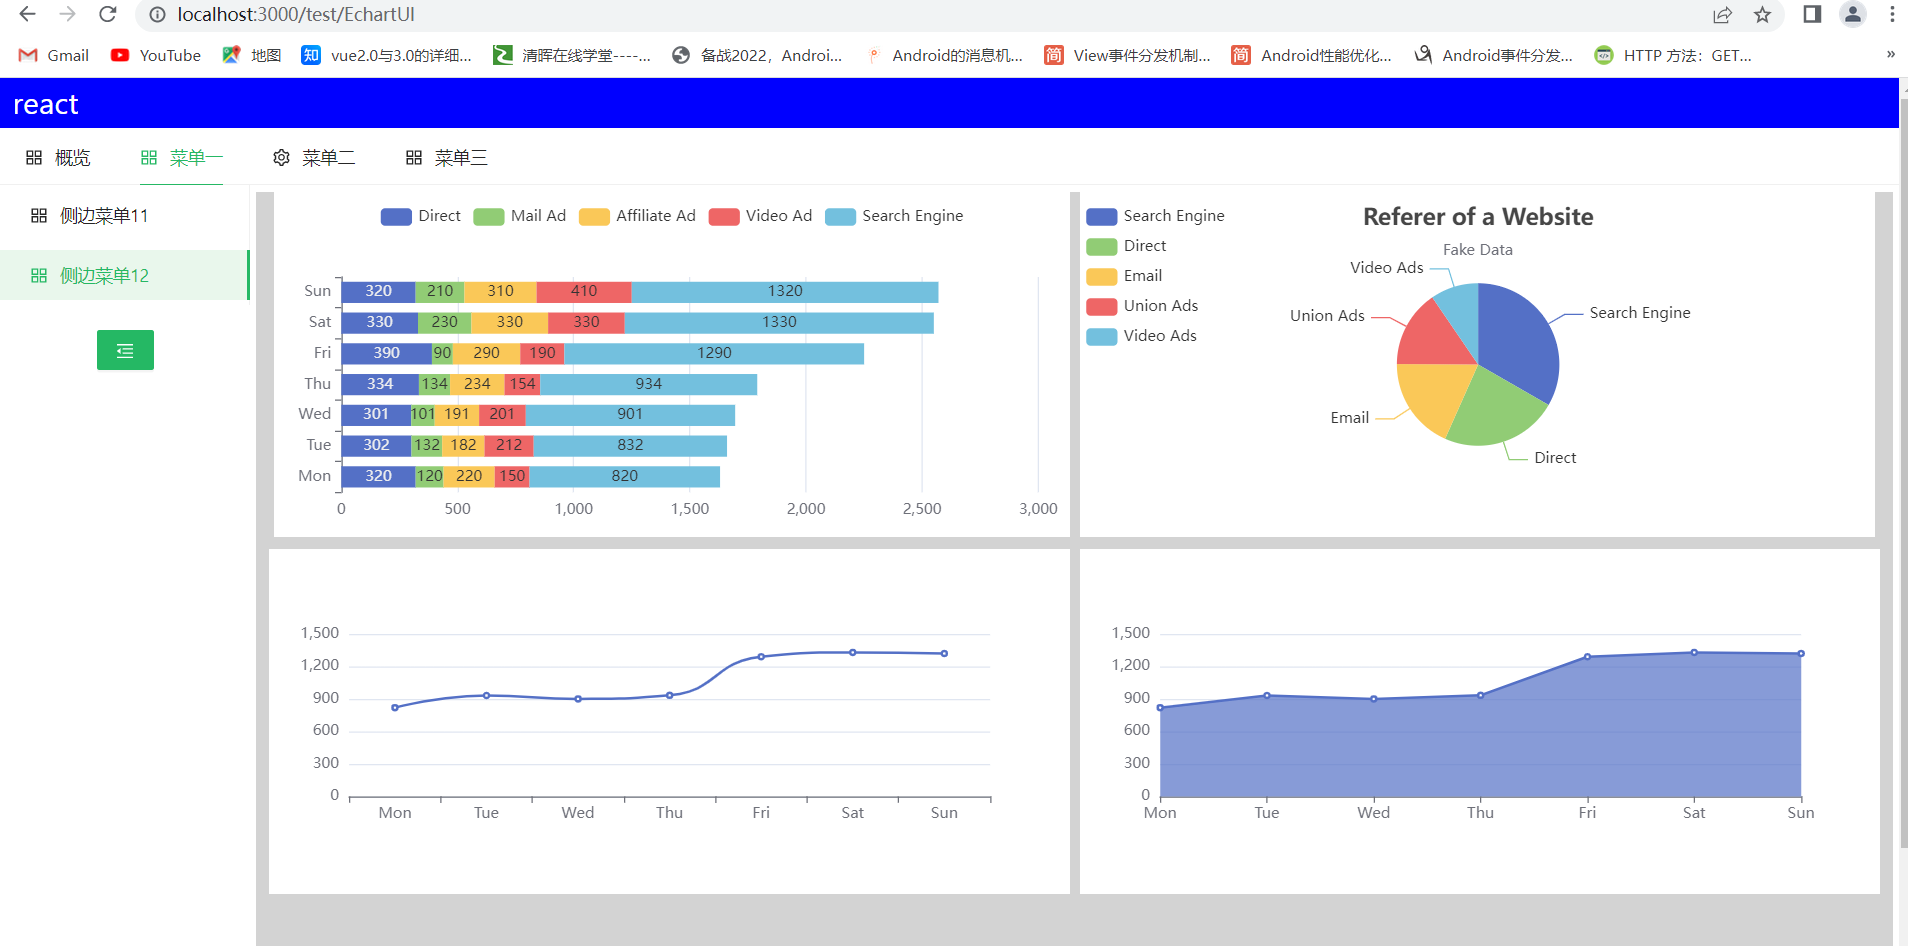 localhost:3000/test/EchartUI
Gmail YouTube 地图 vue2.0与3.0的详细... 清晖在线学堂----... 备战2022，Androi... Android的消息机... View事件分发机制... Android性能优化... Android事件分发... HTTP 方法：GET... »
react
概览 菜单一 菜单二 菜单三
侧边菜单11
侧边菜单12
Direct Mail Ad Affiliate Ad Video Ad Search Engine
Sun 320 210 310 410 1320
Sat 330 230 330 330 1330
Fri 390 90 290 190 1290
Thu 334 134 234 154 934
Wed 301 101 191 201 901
Tue 302 132 182 212 832
Mon 320 120 220 150 820
0 500 1,000 1,500 2,000 2,500 3,000
Search Engine
Direct
Email
Union Ads
Video Ads
Referer of a Website
Fake Data
Video Ads
Search Engine
Union Ads
Email
Direct
1,500
1,200
900
600
300
0
Mon Tue Wed Thu Fri Sat Sun
1,500
1,200
900
600
300
0
Mon Tue Wed Thu Fri Sat Sun